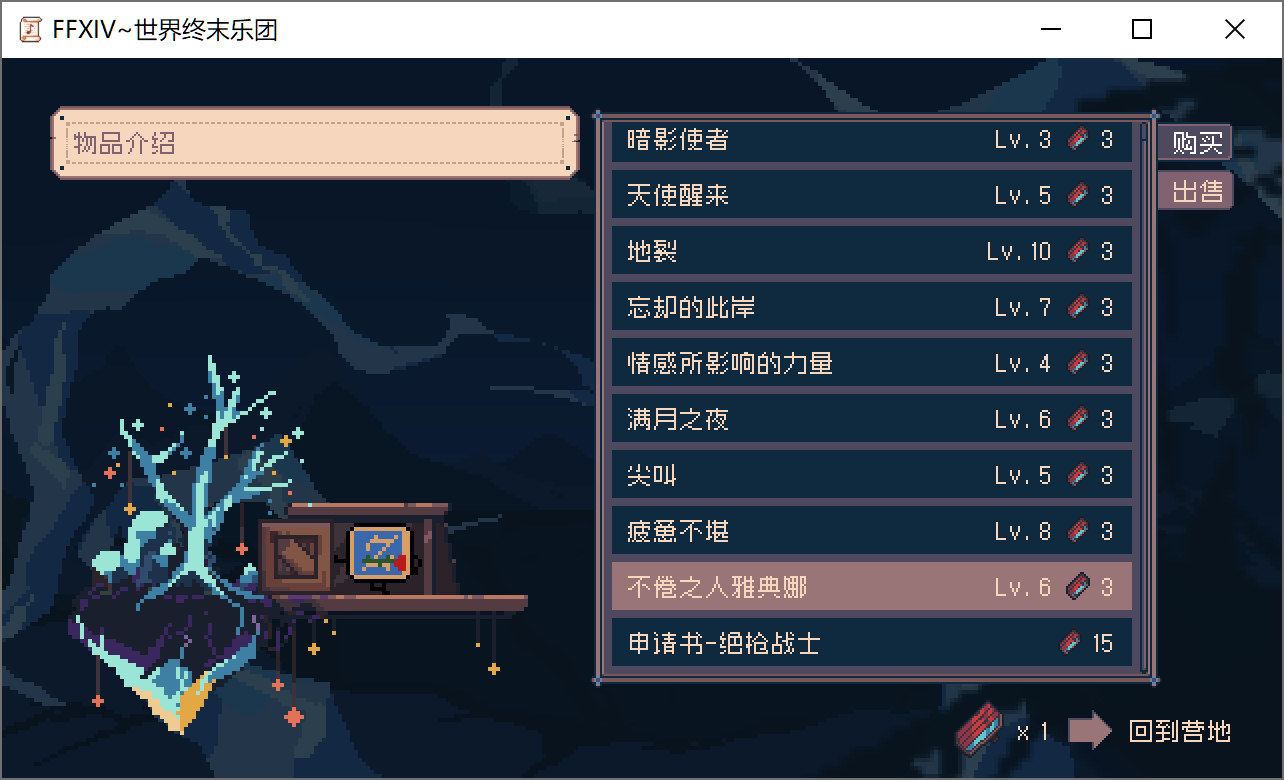 FFXIV~世界终末乐团
物品介绍
暗影使者 Lv. 3 3
天使醒来 Lv. 5 3
地裂 Lv. 10 3
忘却的此岸 Lv. 7 3
情感所影响的力量 Lv. 4 3
满月之夜 Lv. 6 3
尖叫 Lv. 5 3
疲惫不堪 Lv. 8 3
不倦之人雅典娜 Lv. 6 3
申请书-绝枪战士 15
购买
出售
x 1 回到营地